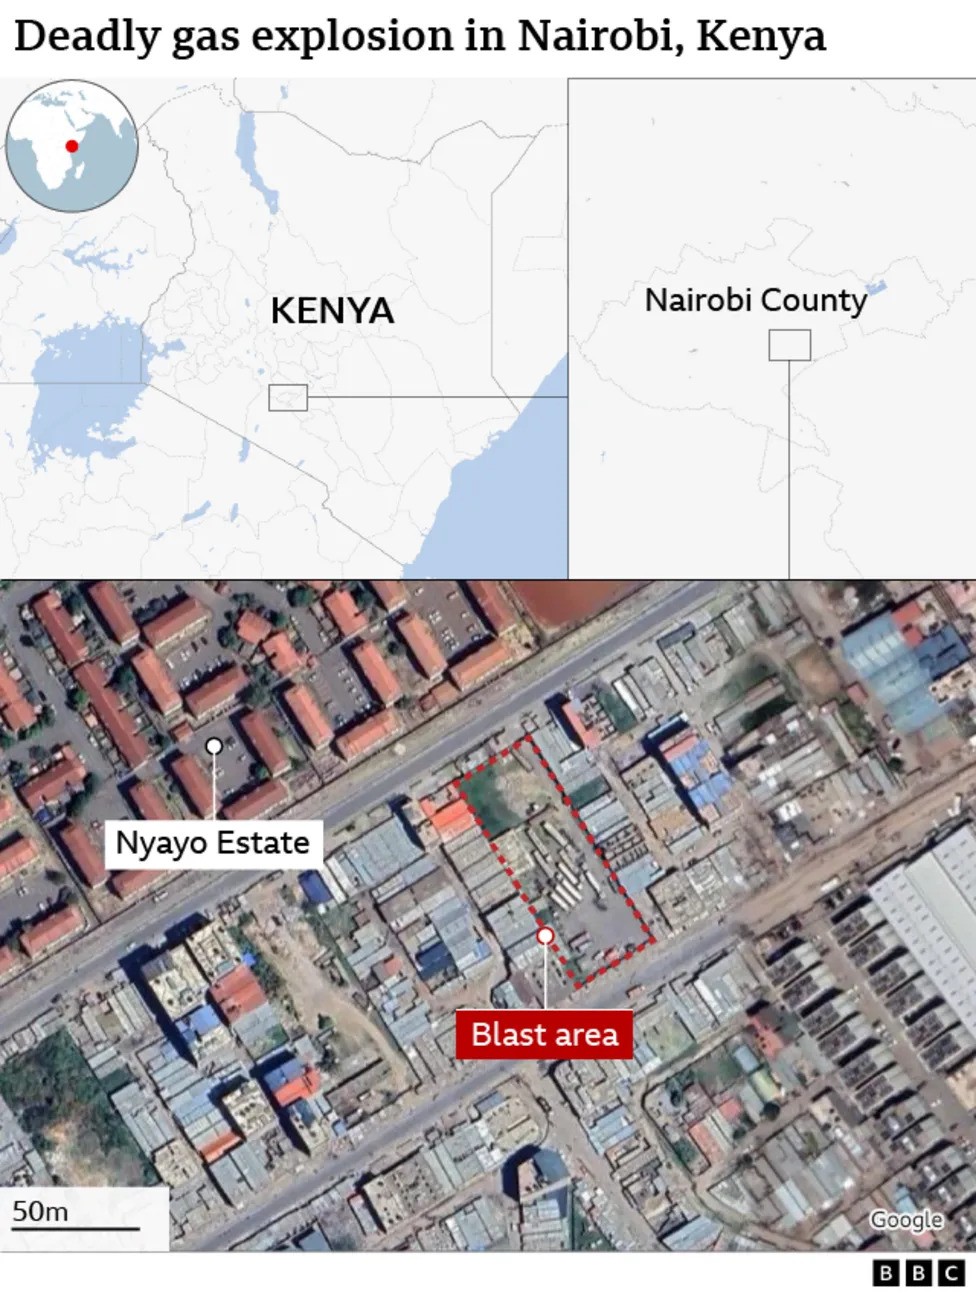 Deadly gas explosion in Nairobi, Kenya
KENYA
Nairobi County
Nyayo Estate
Blast area
50m
Google
BBC